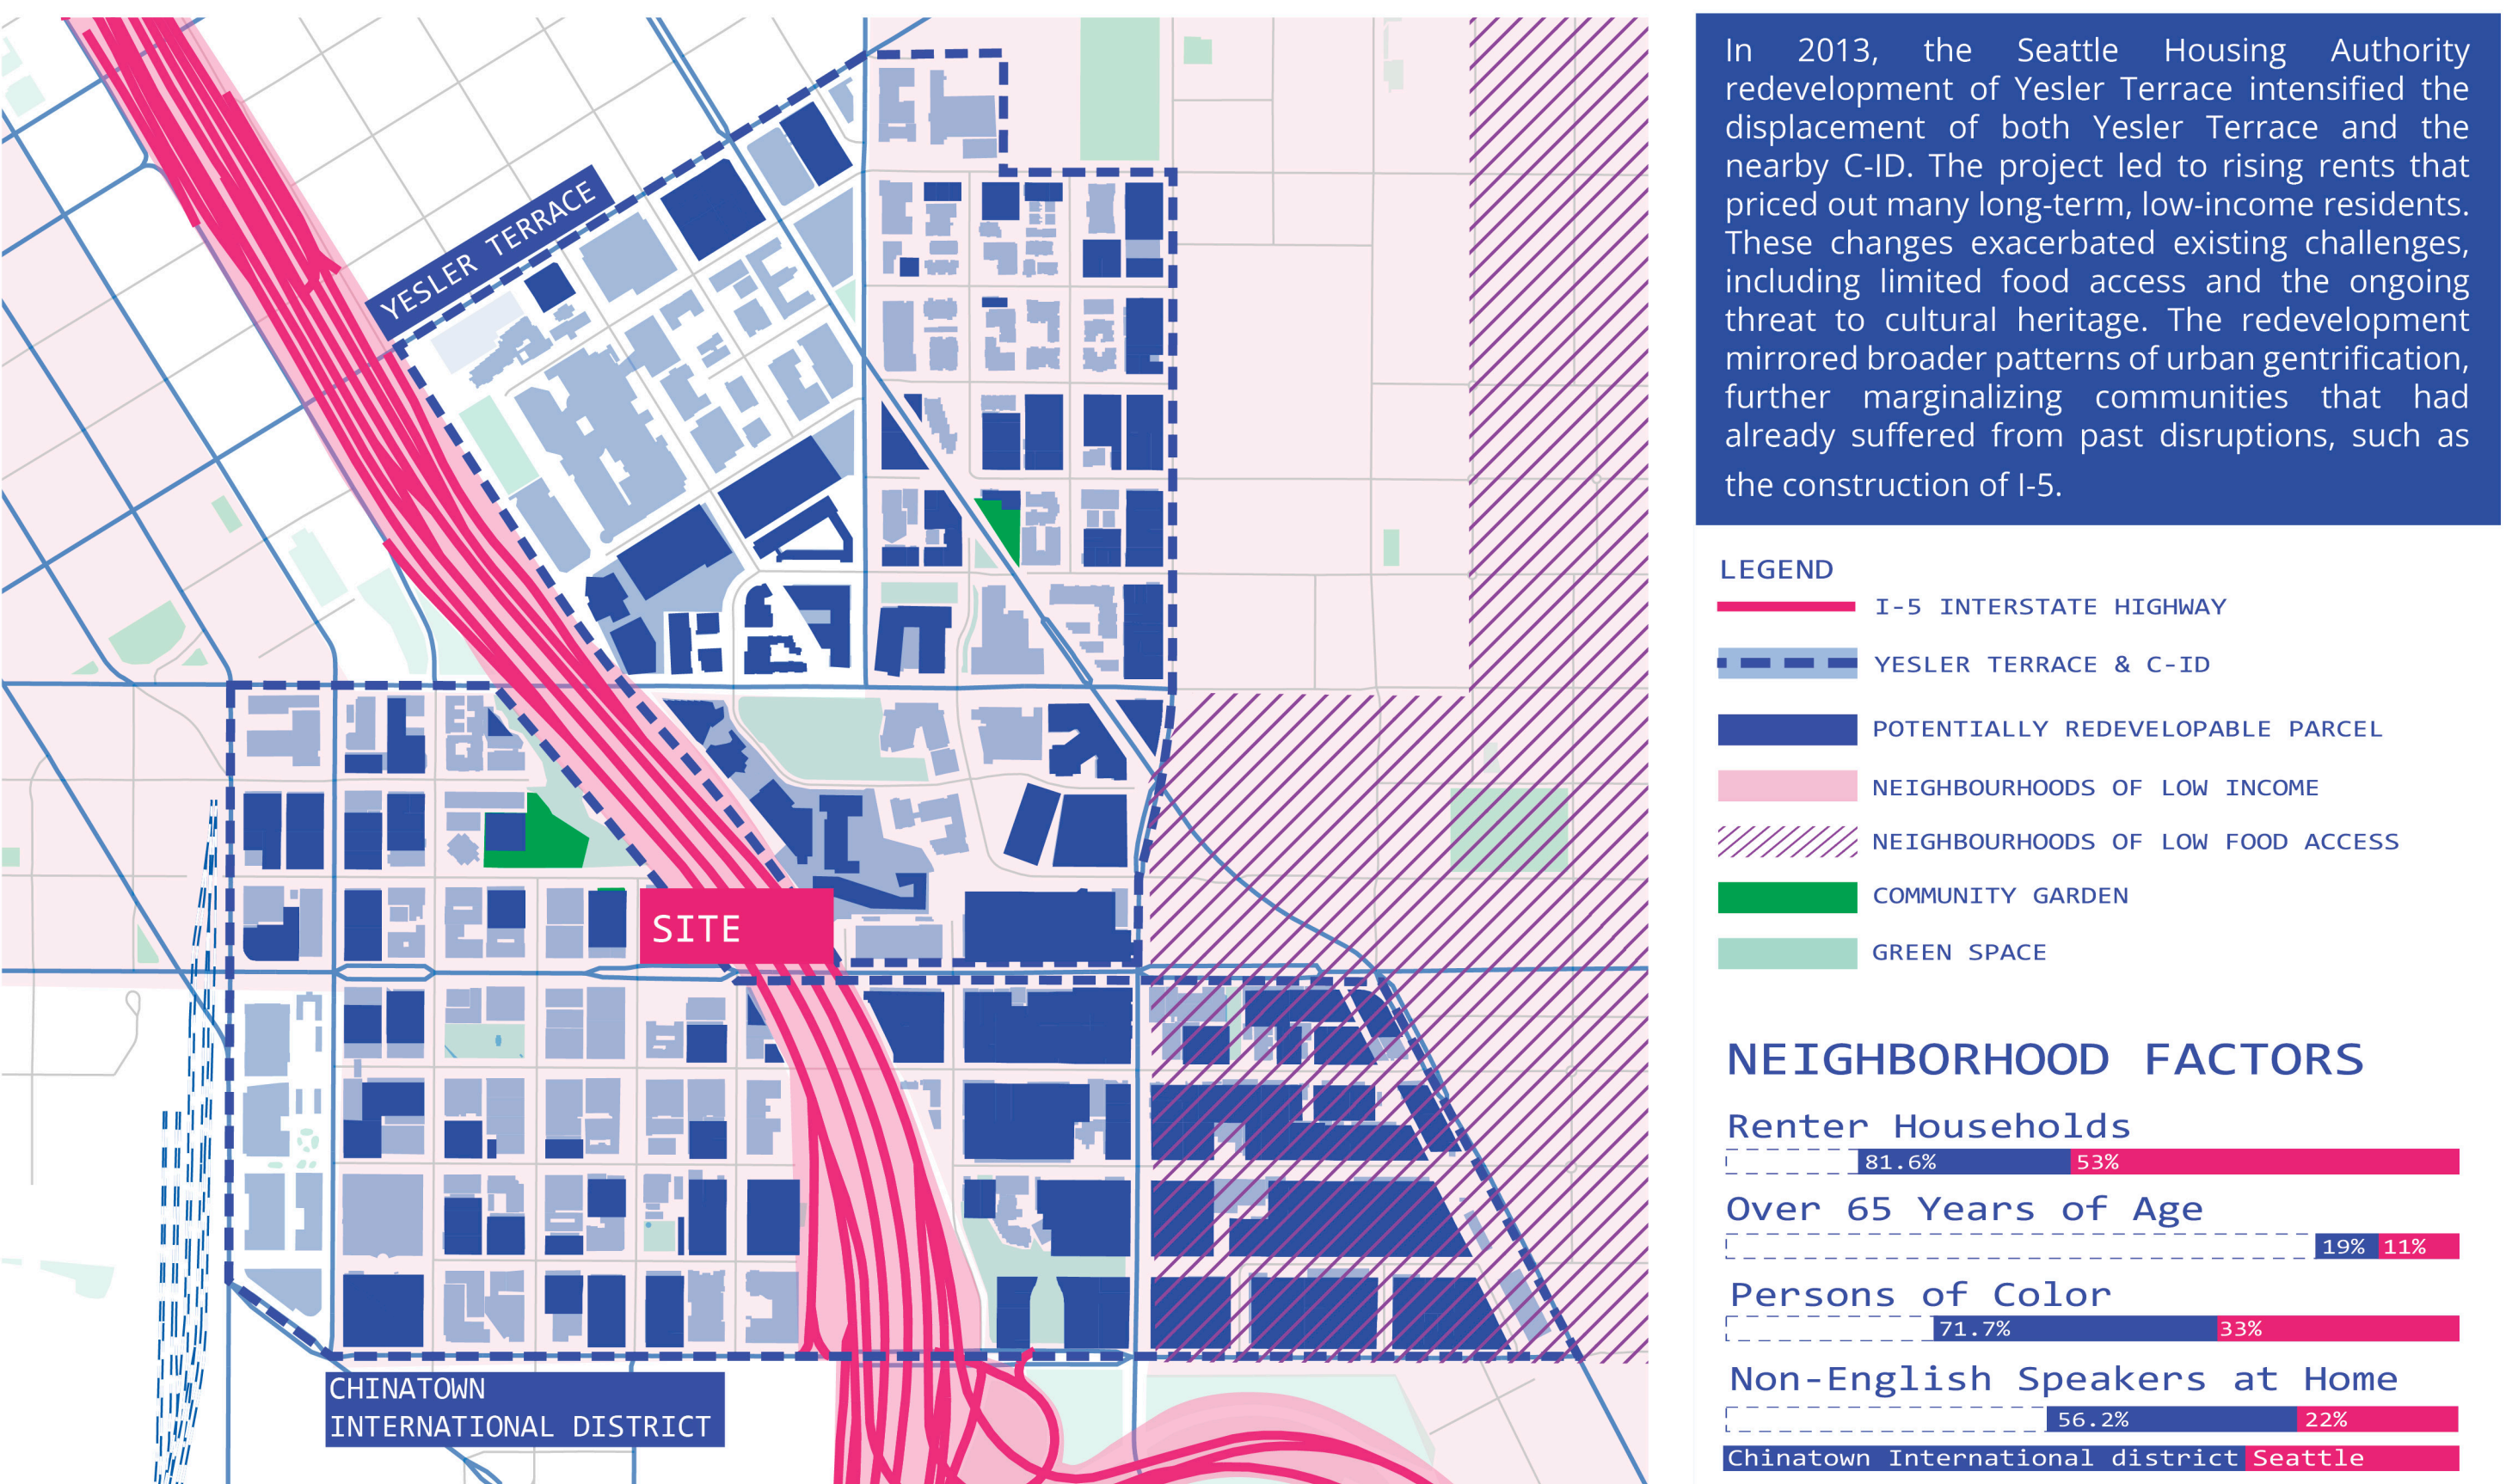 YESLER TERRACE
SITE
CHINATOWN
INTERNATIONAL DISTRICT
In 2013, the Seattle Housing Authority
redevelopment of Yesler Terrace intensified the
displacement of both Yesler Terrace and the
nearby C-ID. The project led to rising rents that
priced out many long-term, low-income residents.
These changes exacerbated existing challenges,
including limited food access and the ongoing
threat to cultural heritage. The redevelopment
mirrored broader patterns of urban gentrification,
further marginalizing communities that had
already suffered from past disruptions, such as
the construction of I-5.
LEGEND
I-5 INTERSTATE HIGHWAY
YESLER TERRACE & C-ID
POTENTIALLY REDEVELOPABLE PARCEL
NEIGHBOURHOODS OF LOW INCOME
NEIGHBOURHOODS OF LOW FOOD ACCESS
COMMUNITY GARDEN
GREEN SPACE
NEIGHBORHOOD FACTORS
Renter Households
81.6% 53%
Over 65 Years of Age
19% 11%
Persons of Color
71.7% 33%
Non-English Speakers at Home
56.2% 22%
Chinatown International district Seattle